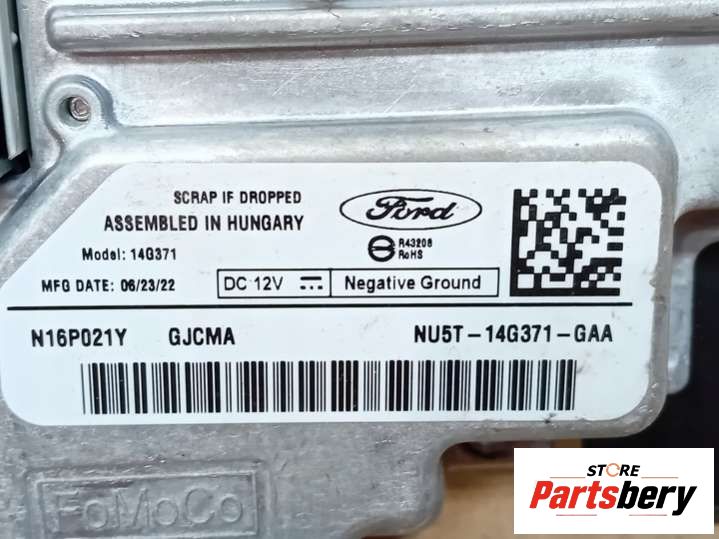 SCRAP IF DROPPED
ASSEMBLED IN HUNGARY
Model: 14G371
MFG DATE: 06/23/22
Ford
R43208
RoHS
DC 12V
Negative Ground
N16P021Y GJCMA NU5T-14G371-GAA
FoMoCo
STORE
Partsbery